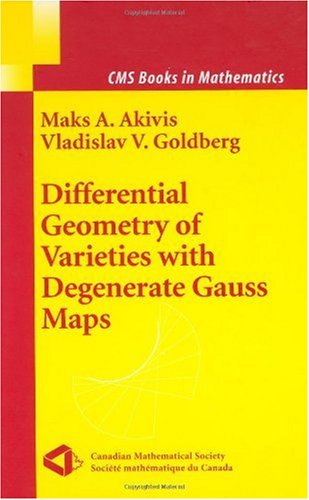 CMS Books in Mathematics
Maks A. Akivis
Vladislav V. Goldberg
Differential
Geometry of
Varieties with
Degenerate Gauss
Maps
Canadian Mathematical Society
Société mathématique du Canada